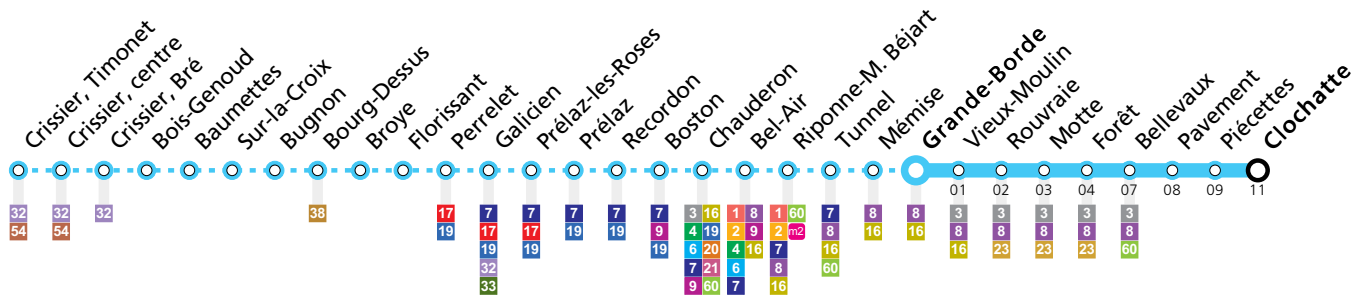 Crissier, Timonet
Crissier, centre
Crissier, Bré
Bois-Genoud
Baumettes
Sur-la-Croix
Bugnon
Bourg-Dessus
Broye
Florissant
Perrelet
Galicien
Prélaz-les-Roses
Prélaz
Recordon
Boston
Chauderon
Bel-Air
Riponne-M. Béjart
Tunnel
Mémise
Grande-Borde
Vieux-Moulin
Rouvraie
Motte
Forêt
Bellevaux
Pavement
Piécettes
Clochatte
01 02 03 04 07 08 09 11
32 32 32 38 17 7 7 7 7 7 3 16 1 8 1 60 7 8 8 3 3 3 3 3
54 54 19 17 17 19 19 9 4 19 2 9 2 m2 8 16 16 8 8 8 8 8
19 19 19 6 20 4 16 7 16 16 23 23 23 60
32 7 21 6 8 60
33 9 60 7 16